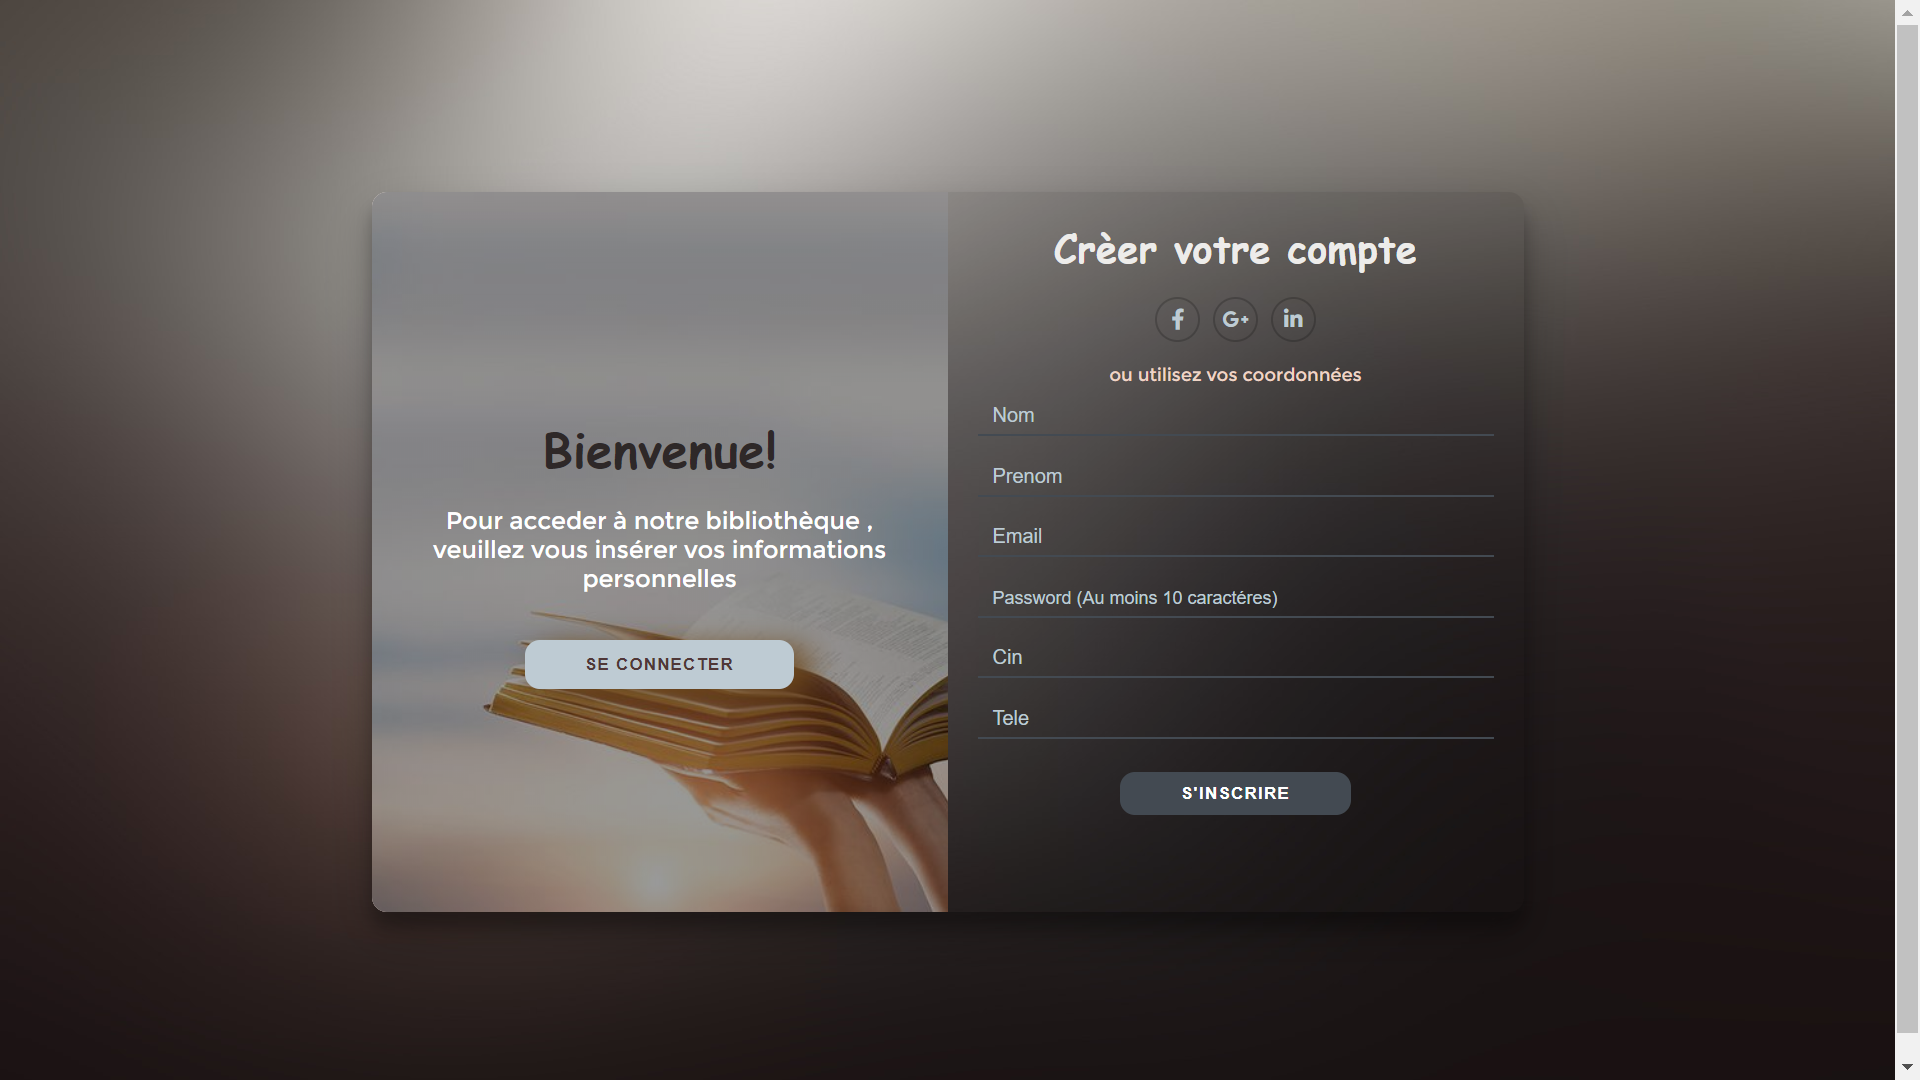 Bienvenue!
Pour acceder à notre bibliothèque ,
veuillez vous insérer vos informations
personnelles
SE CONNECTER
Crèer votre compte
G+
in
ou utilisez vos coordonnées
Nom
Prenom
Email
Password (Au moins 10 caractéres)
Cin
Tele
S'INSCRIRE